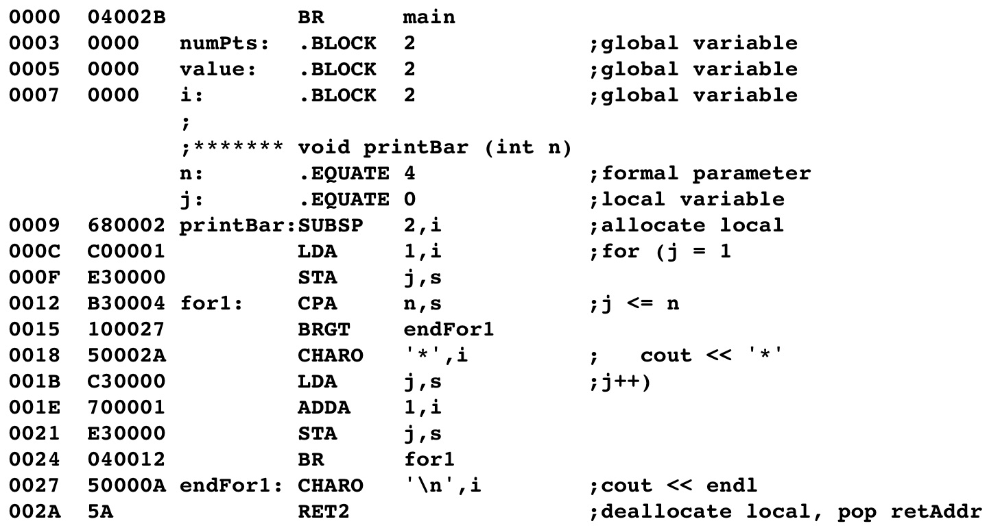 0000  04002B           BR      main
0003  0000   numPts:  .BLOCK  2             ;global variable
0005  0000   value:   .BLOCK  2             ;global variable
0007  0000   i:       .BLOCK  2             ;global variable
             ;
             ;******* void printBar (int n)
             n:       .EQUATE 4             ;formal parameter
             j:       .EQUATE 0             ;local variable
0009  680002 printBar:SUBSP   2,i           ;allocate local
000C  C00001          LDA     1,i           ;for (j = 1
000F  E30000          STA     j,s
0012  B30004 for1:    CPA     n,s           ;j <= n
0015  100027          BRGT    endFor1
0018  50002A          CHARO   '*',i         ;   cout << '*'
001B  C30000          LDA     j,s           ;j++)
001E  700001          ADDA    1,i
0021  E30000          STA     j,s
0024  040012          BR      for1
0027  50000A endFor1: CHARO   '\n',i        ;cout << endl
002A  5A              RET2                  ;deallocate local, pop retAddr